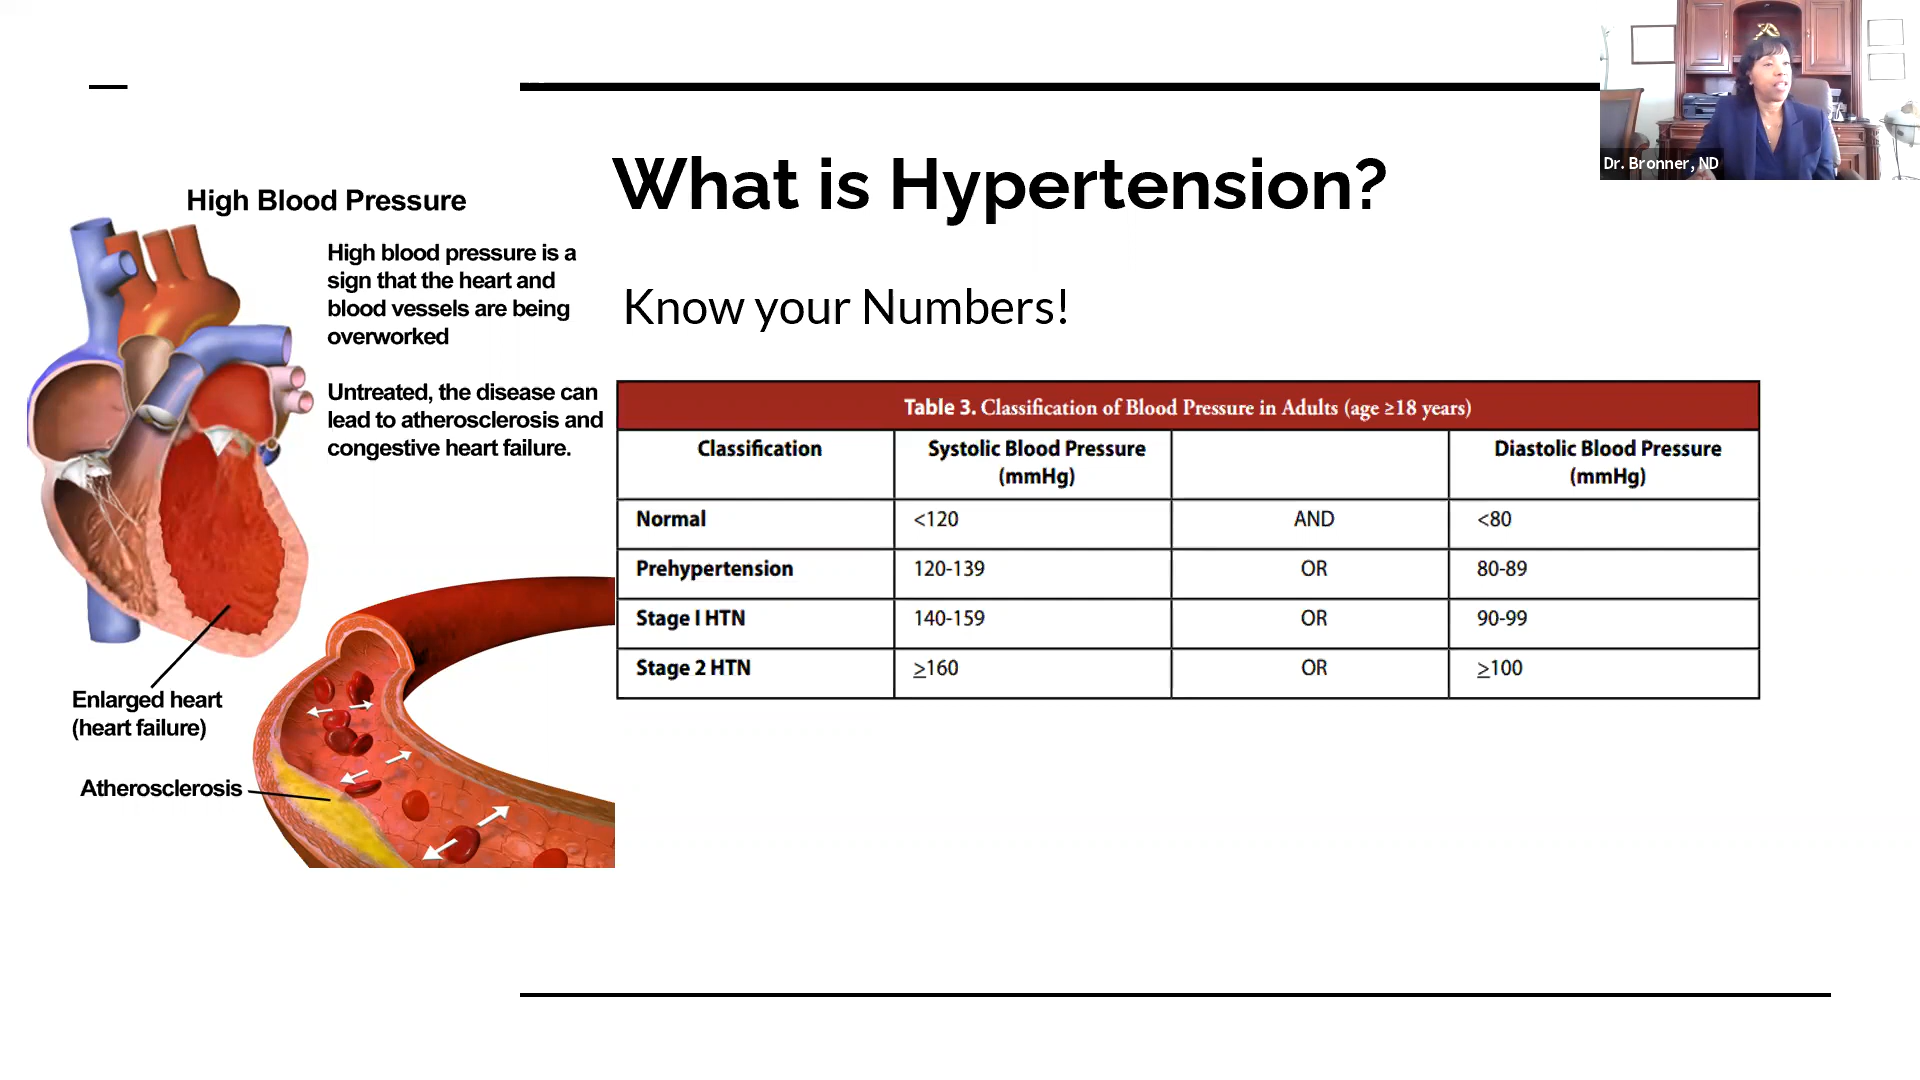 Dr. Bronner, ND
What is Hypertension?
High Blood Pressure
High blood pressure is a
sign that the heart and
blood vessels are being
overworked
Untreated, the disease can
lead to atherosclerosis and
congestive heart failure.
Enlarged heart
(heart failure)
Atherosclerosis
Know your Numbers!
Table 3. Classification of Blood Pressure in Adults (age ≥18 years)
Classification Systolic Blood Pressure (mmHg) Diastolic Blood Pressure (mmHg)
Normal <120 AND <80
Prehypertension 120-139 OR 80-89
Stage I HTN 140-159 OR 90-99
Stage 2 HTN ≥160 OR ≥100